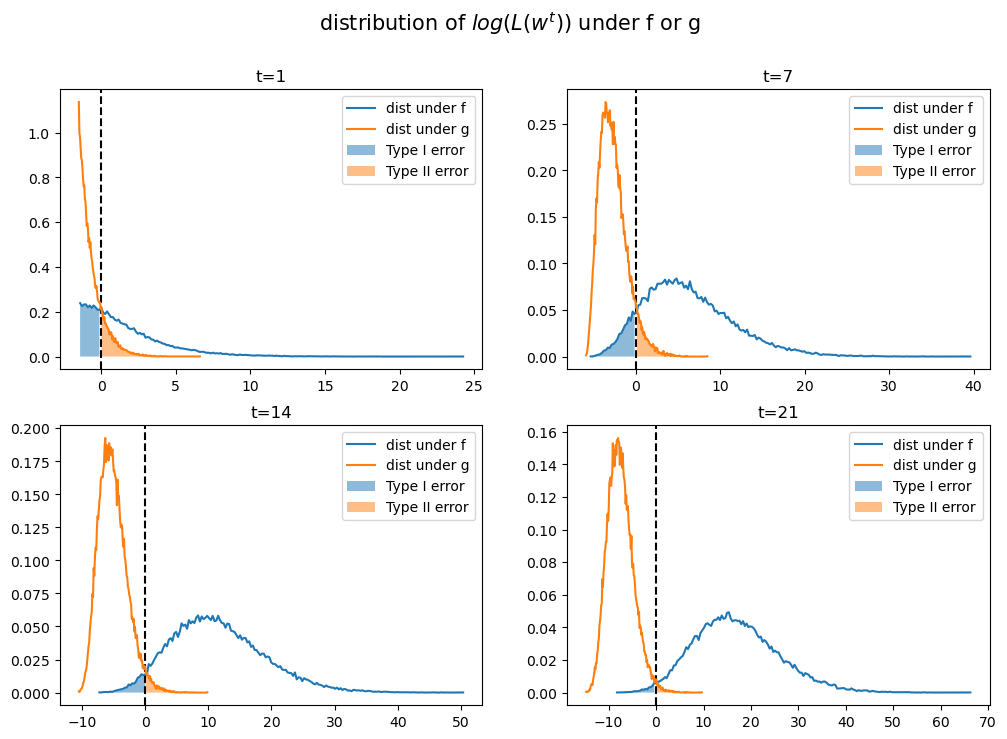 distribution of log(L(w^t)) under f or g
t=1
1.0
0.8
0.6
0.4
0.2
0.0
0 5 10 15 20 25
dist under f
dist under g
Type I error
Type II error
t=7
0.25
0.20
0.15
0.10
0.05
0.00
0 10 20 30 40
dist under f
dist under g
Type I error
Type II error
t=14
0.200
0.175
0.150
0.125
0.100
0.075
0.050
0.025
0.000
−10 0 10 20 30 40 50
dist under f
dist under g
Type I error
Type II error
t=21
0.16
0.14
0.12
0.10
0.08
0.06
0.04
0.02
0.00
−10 0 10 20 30 40 50 60 70
dist under f
dist under g
Type I error
Type II error